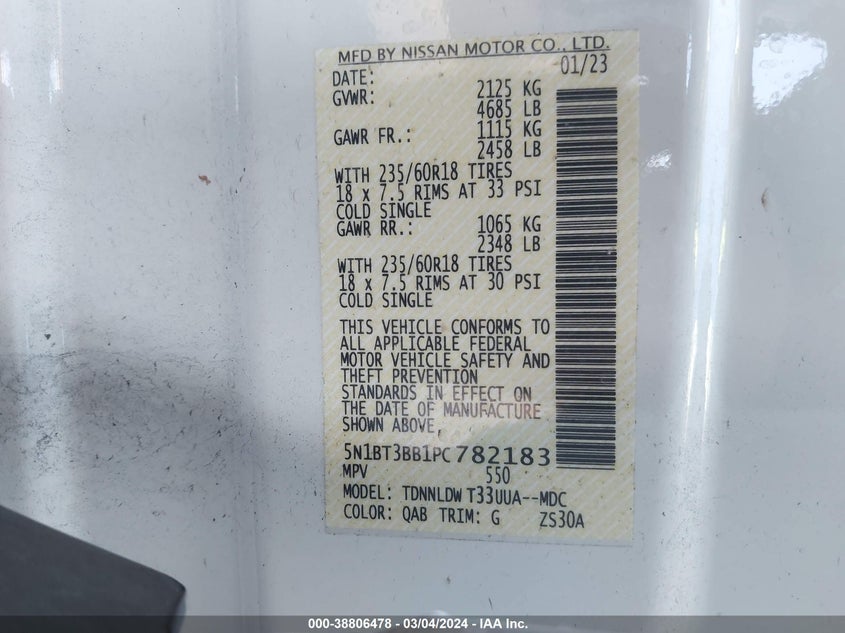 MFD BY NISSAN MOTOR CO., LTD.
DATE: 01/23
GVWR: 2125 KG
4685 LB
GAWR FR.: 1115 KG
2458 LB
WITH 235/60R18 TIRES
18 x 7.5 RIMS AT 33 PSI
COLD SINGLE
GAWR RR.: 1065 KG
2348 LB
WITH 235/60R18 TIRES
18 x 7.5 RIMS AT 30 PSI
COLD SINGLE
THIS VEHICLE CONFORMS TO
ALL APPLICABLE FEDERAL
MOTOR VEHICLE SAFETY AND
THEFT PREVENTION
STANDARDS IN EFFECT ON
THE DATE OF MANUFACTURE
SHOWN ABOVE.
5N1BT3BB1PC782183
MPV 550
MODEL: TDNNLDW T33UUA--MDC
COLOR: QAB TRIM: G ZS30A
000-38806478 - 03/04/2024 - IAA Inc.